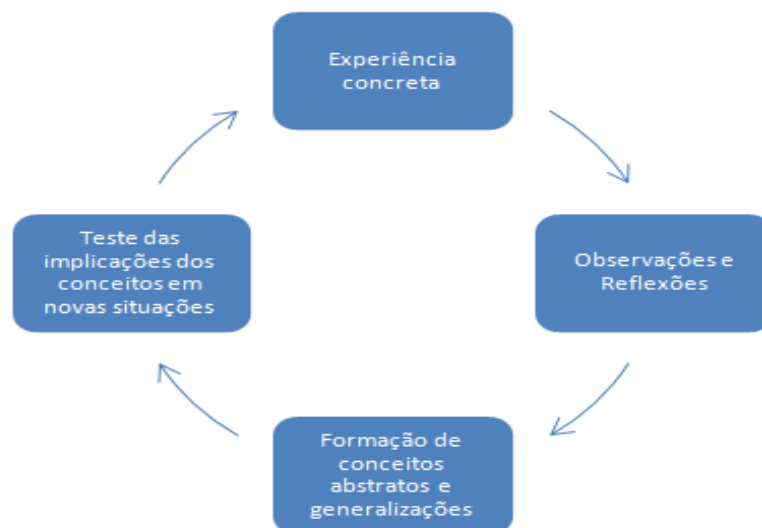 Experiência
concreta
Observações e
Reflexões
Formação de
conceitos
abstratos e
generalizações
Teste das
implicações dos
conceitos em
novas situações